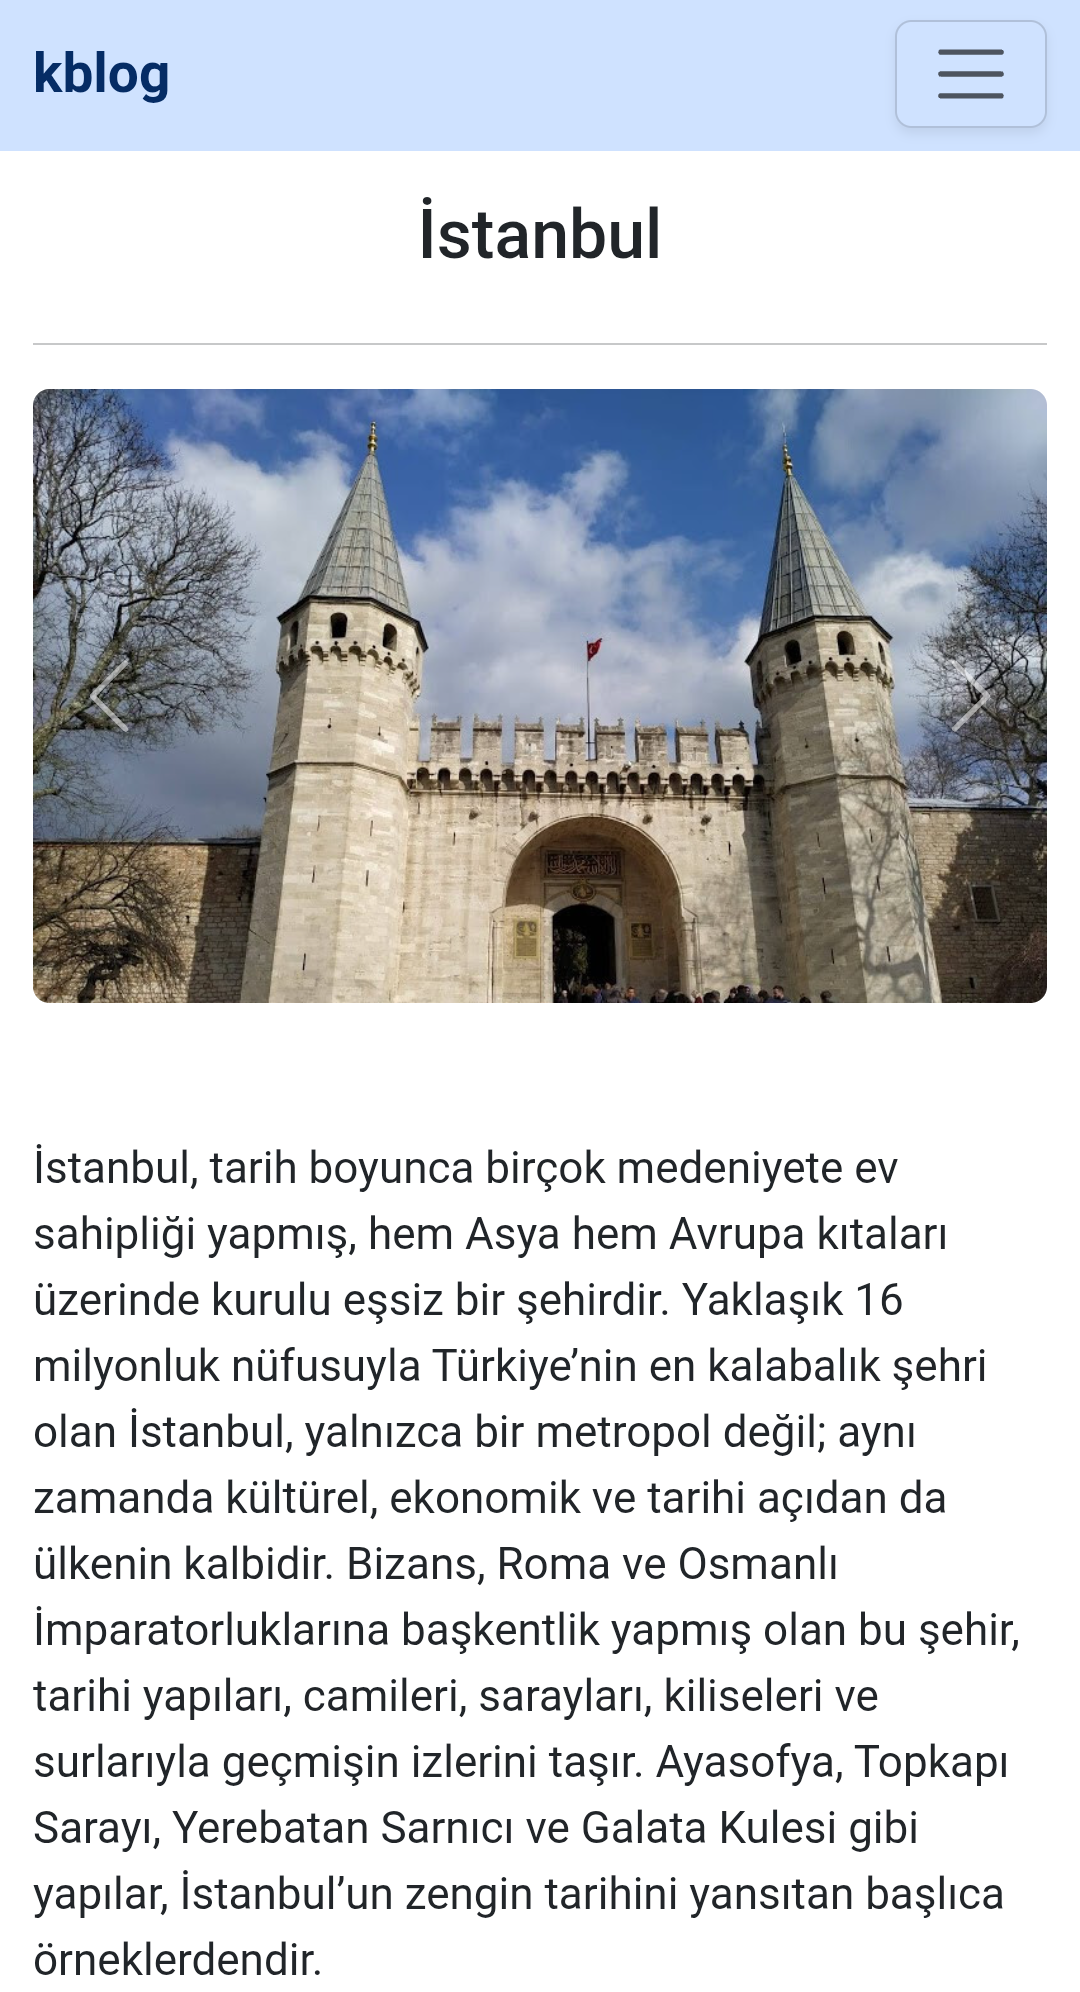 kblog
İstanbul
İstanbul, tarih boyunca birçok medeniyete ev
sahipliği yapmış, hem Asya hem Avrupa kıtaları
üzerinde kurulu eşsiz bir şehirdir. Yaklaşık 16
milyonluk nüfusuyla Türkiye’nin en kalabalık şehri
olan İstanbul, yalnızca bir metropol değil; aynı
zamanda kültürel, ekonomik ve tarihi açıdan da
ülkenin kalbidir. Bizans, Roma ve Osmanlı
İmparatorluklarına başkentlik yapmış olan bu şehir,
tarihi yapıları, camileri, sarayları, kiliseleri ve
surlarıyla geçmişin izlerini taşır. Ayasofya, Topkapı
Sarayı, Yerebatan Sarnıcı ve Galata Kulesi gibi
yapılar, İstanbul’un zengin tarihini yansıtan başlıca
örneklerdendir.